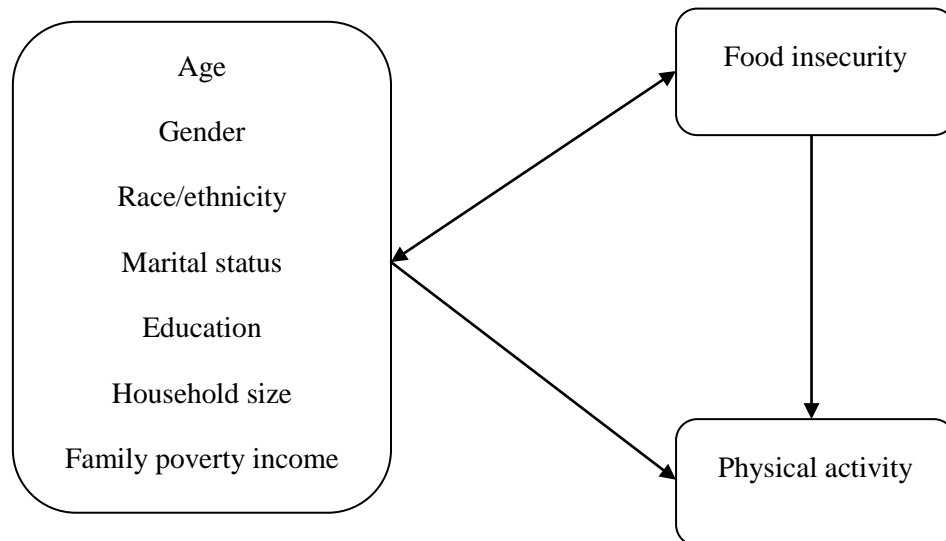 Age
Gender
Race/ethnicity
Marital status
Education
Household size
Family poverty income
Food insecurity
Physical activity